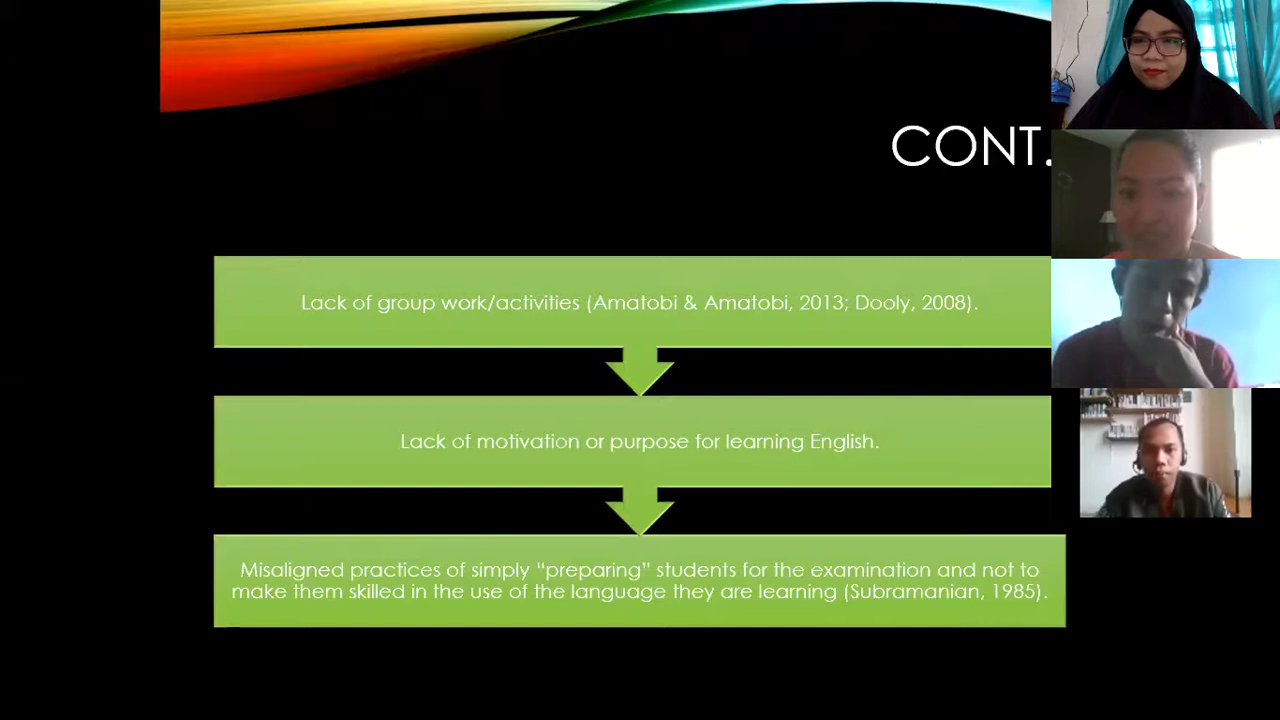 CONT.
Lack of group work/activities (Amatobi & Amatobi, 2013; Dooly, 2008).
Lack of motivation or purpose for learning English.
Misaligned practices of simply “preparing” students for the examination and not to
make them skilled in the use of the language they are learning (Subramanian, 1985).